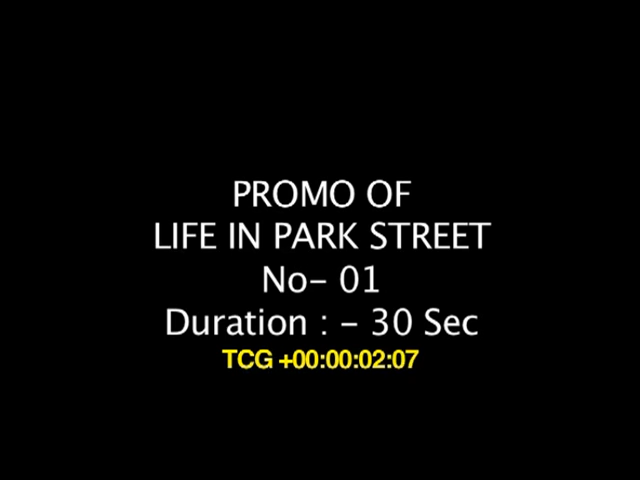 PROMO OF
LIFE IN PARK STREET
No- 01
Duration : - 30 Sec
TCG +00:00:02:07